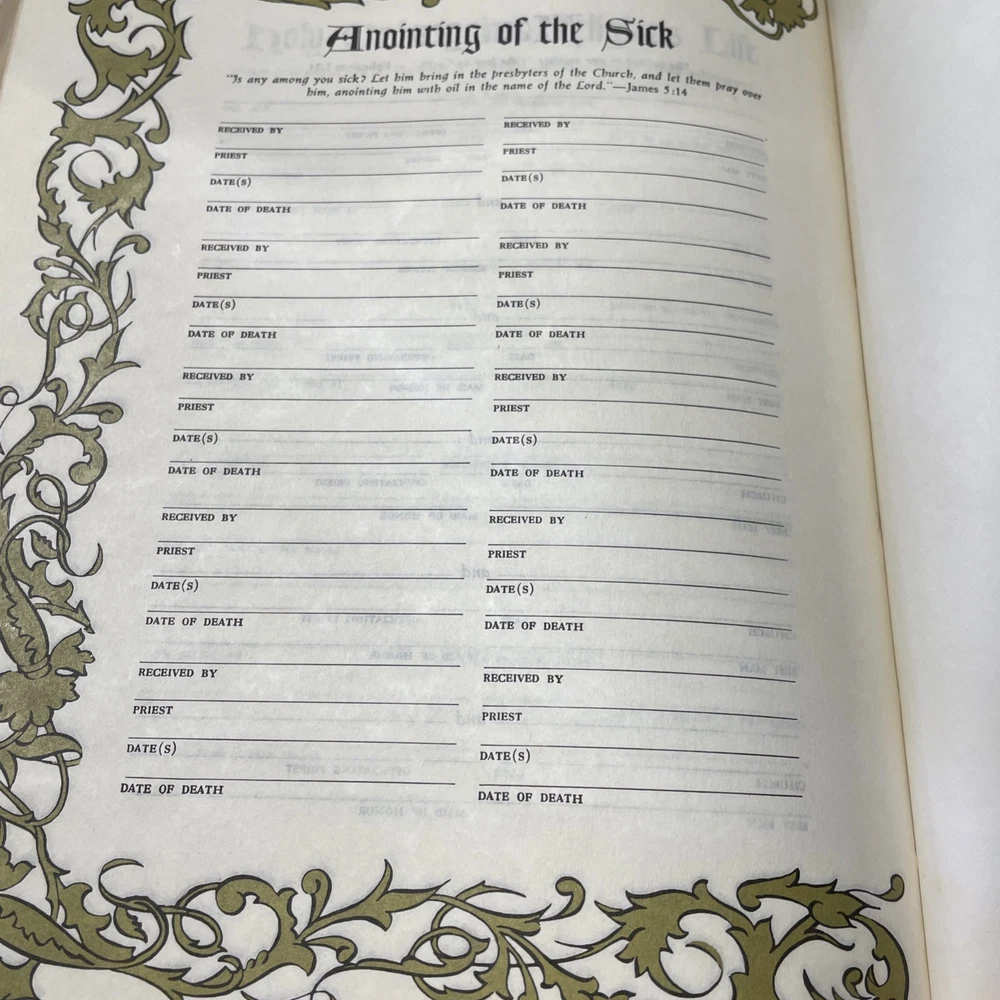 Anointing of the Sick
"Is any among you sick? Let him bring in the presbyters of the Church, and let them pray over
him, anointing him with oil in the name of the Lord."—James 5:14
RECEIVED BY
PRIEST
DATE(S)
DATE OF DEATH
RECEIVED BY
PRIEST
DATE(S)
DATE OF DEATH
RECEIVED BY
PRIEST
DATE(S)
DATE OF DEATH
RECEIVED BY
PRIEST
DATE(S)
DATE OF DEATH
RECEIVED BY
PRIEST
DATE(S)
DATE OF DEATH
RECEIVED BY
PRIEST
DATE(S)
DATE OF DEATH
RECEIVED BY
PRIEST
DATE(S)
DATE OF DEATH
RECEIVED BY
PRIEST
DATE(S)
DATE OF DEATH
RECEIVED BY
PRIEST
DATE(S)
DATE OF DEATH
RECEIVED BY
PRIEST
DATE(S)
DATE OF DEATH